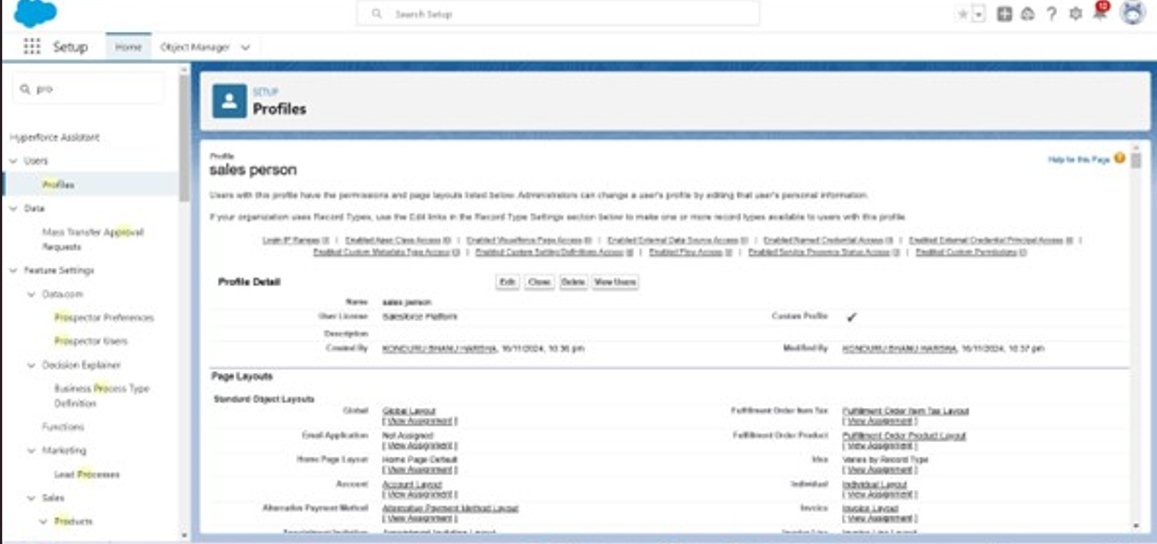 Search Setup
12
Setup
Home
Object Manager
pro
Hyperforce Assistant
Users
Profiles
Data
Mass Transfer Approval
Requests
Feature Settings
Data.com
Prospector Preferences
Prospector Users
Decision Explainer
Business Process Type
Definition
Functions
Marketing
Lead Processes
Sales
Products
SETUP
Profiles
Profile
sales person
Help for this Page
Users with this profile have the permissions and page layouts listed below. Administrators can change a user's profile by editing that user's personal information.
If your organization uses Record Types, use the Edit links in the Record Type Settings section below to make one or more record types available to users with this profile.
Login IP Ranges | Enabled Apex Class Access | Enabled Visualforce Page Access | Enabled External Data Source Access | Enabled Named Credential Access | Enabled External Credential Principal Access |
Enabled Custom Metadata Type Access | Enabled Custom Setting Definitions Access | Enabled Flow Access | Enabled Service Presence Status Access | Enabled Custom Permissions
Profile Detail
Edit Clone Delete View Users
Name sales person
User License Salesforce Platform Custom Profile ✓
Description
Created By KONDURU BHANU HARSHA, 16/11/2024, 10:36 pm Modified By KONDURU BHANU HARSHA, 16/11/2024, 10:37 pm
Page Layouts
Standard Object Layouts
Global Global Layout Fulfillment Order Item Tax Fulfillment Order Item Tax Layout
[ View Assignment ] [ View Assignment ]
Email Application Not Assigned Fulfillment Order Product Fulfillment Order Product Layout
[ View Assignment ] [ View Assignment ]
Home Page Layout Home Page Default Idea Varies by Record Type
[ View Assignment ] [ View Assignment ]
Account Account Layout Individual Individual Layout
[ View Assignment ] [ View Assignment ]
Alternative Payment Method Alternative Payment Method Layout Invoice Invoice Layout
[ View Assignment ] [ View Assignment ]